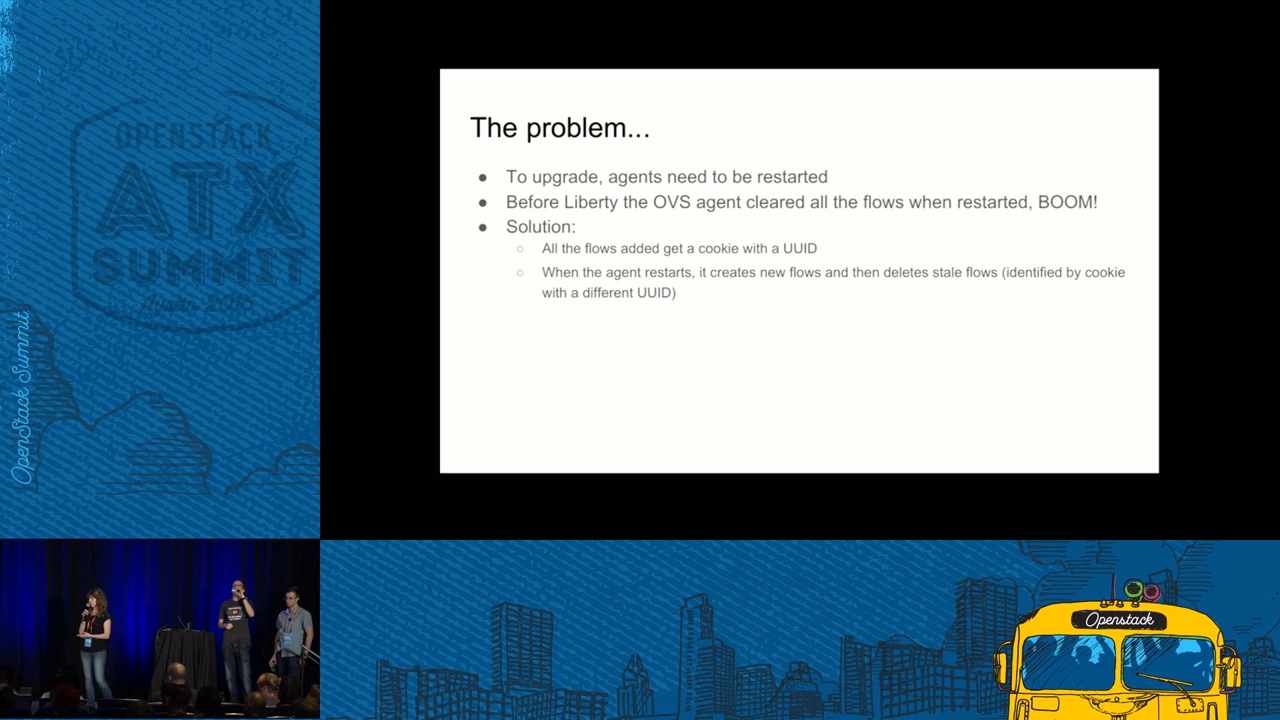 OPENSTACK
ATX
SUMMIT
Austin 2016
OpenStack Summit
The problem...
● To upgrade, agents need to be restarted
● Before Liberty the OVS agent cleared all the flows when restarted, BOOM!
● Solution:
○ All the flows added get a cookie with a UUID
○ When the agent restarts, it creates new flows and then deletes stale flows (identified by cookie
with a different UUID)
Openstack